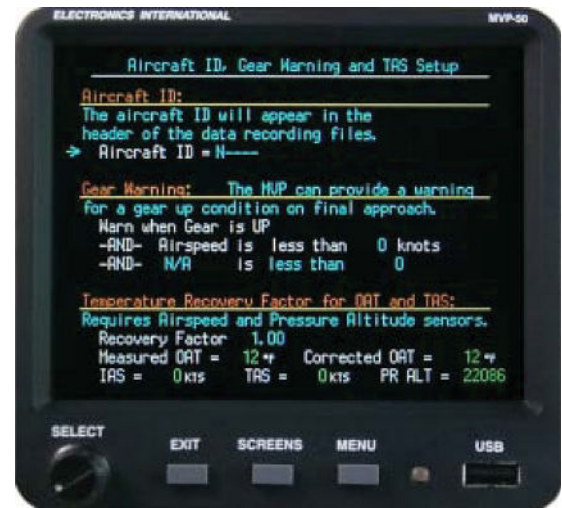 ELECTRONICS INTERNATIONAL MVP-50
Aircraft ID, Gear Warning and TAS Setup
Aircraft ID:
The aircraft ID will appear in the
header of the data recording files.
→ Aircraft ID = N----
Gear Warning: The MVP can provide a warning
for a gear up condition on final approach.
Warn when Gear is UP
-AND- Airspeed is less than 0 knots
-AND- N/A is less than 0
Temperature Recovery Factor for OAT and TAS:
Requires Airspeed and Pressure Altitude sensors.
Recovery Factor 1.00
Measured OAT = 12 °F Corrected OAT = 12 °F
IAS = 0 KTS TAS = 0 KTS PR ALT = 22086
SELECT EXIT SCREENS MENU USB